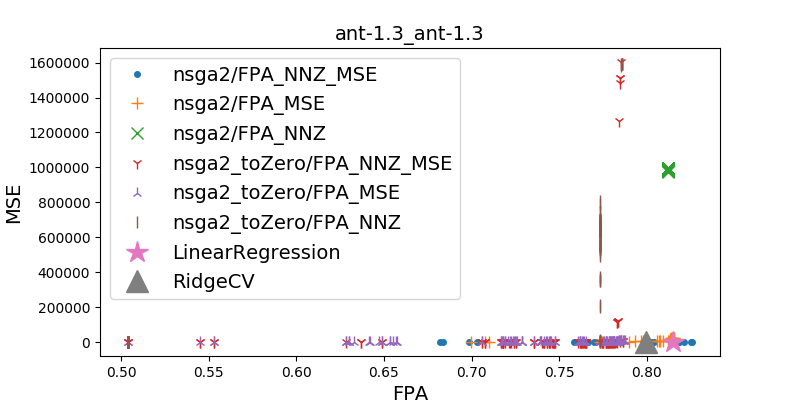 ant-1.3_ant-1.3
MSE
1600000
1400000
1200000
1000000
800000
600000
400000
200000
0
nsga2/FPA_NNZ_MSE
nsga2/FPA_MSE
nsga2/FPA_NNZ
nsga2_toZero/FPA_NNZ_MSE
nsga2_toZero/FPA_MSE
nsga2_toZero/FPA_NNZ
LinearRegression
RidgeCV
0.50 0.55 0.60 0.65 0.70 0.75 0.80
FPA